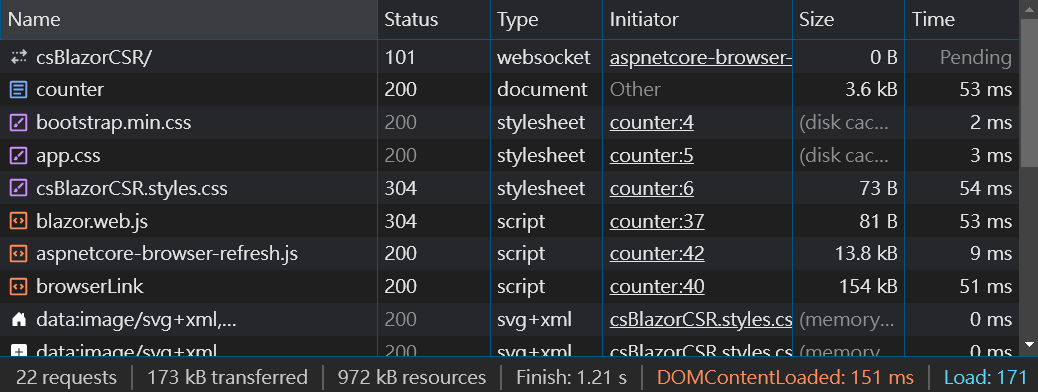 Name Status Type Initiator Size Time
csBlazorCSR/ 101 websocket aspnetcore-browser- 0 B Pending
counter 200 document Other 3.6 kB 53 ms
bootstrap.min.css 200 stylesheet counter:4 (disk cac... 2 ms
app.css 200 stylesheet counter:5 (disk cac... 3 ms
csBlazorCSR.styles.css 304 stylesheet counter:6 73 B 54 ms
blazor.web.js 304 script counter:37 81 B 53 ms
aspnetcore-browser-refresh.js 200 script counter:42 13.8 kB 9 ms
browserLink 200 script counter:40 154 kB 51 ms
data:image/svg+xml,... 200 svg+xml csBlazorCSR.styles.cs (memory... 0 ms
data:image/svg+xml 200 svg+xml csBlazorCSR.styles.cs (memory 0 ms
22 requests 173 kB transferred 972 kB resources Finish: 1.21 s DOMContentLoaded: 151 ms Load: 171